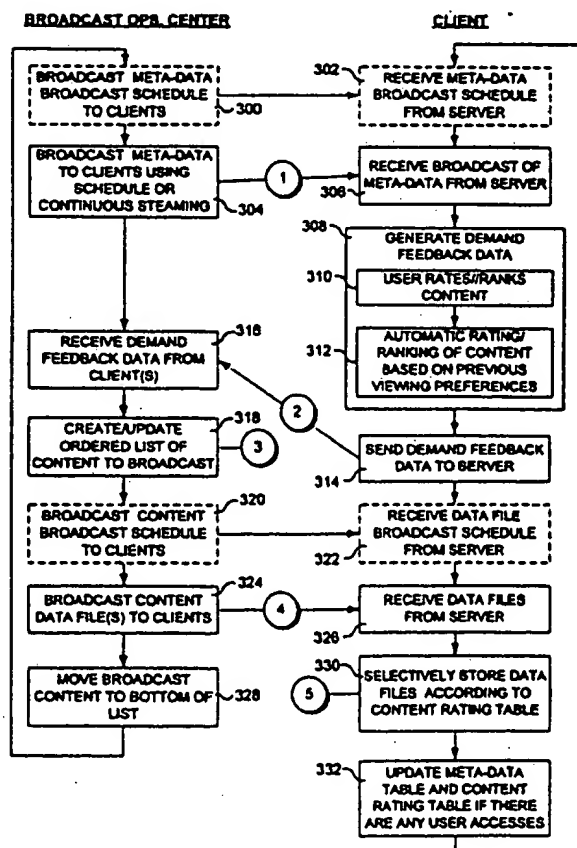 BROADCAST OPS. CENTER
CLIENT
BROADCAST META-DATA
BROADCAST SCHEDULE
TO CLIENTS
300
302
RECEIVE META-DATA
BROADCAST SCHEDULE
FROM SERVER
BROADCAST META-DATA
TO CLIENTS USING
SCHEDULE OR
CONTINUOUS STEAMING
304
1
RECEIVE BROADCAST OF
META-DATA FROM SERVER
306
308
GENERATE DEMAND
FEEDBACK DATA
310
USER RATES//RANKS
CONTENT
312
AUTOMATIC RATING/
RANKING OF CONTENT
BASED ON PREVIOUS
VIEWING PREFERENCES
316
RECEIVE DEMAND
FEEDBACK DATA FROM
CLIENT(S)
2
318
CREATE/UPDATE
ORDERED LIST OF
CONTENT TO BROADCAST
3
SEND DEMAND FEEDBACK
DATA TO SERVER
314
320
BROADCAST CONTENT
BROADCAST SCHEDULE
TO CLIENTS
RECEIVE DATA FILE
BROADCAST SCHEDULE
FROM SERVER
322
324
BROADCAST CONTENT
DATA FILE(S) TO CLIENTS
4
RECEIVE DATA FILES
FROM SERVER
326
MOVE BROADCAST
CONTENT TO BOTTOM OF
LIST
328
330
SELECTIVELY STORE DATA
FILES ACCORDING TO
CONTENT RATING TABLE
5
332
UPDATE META-DATA
TABLE AND CONTENT
RATING TABLE IF THERE
ARE ANY USER ACCESSES